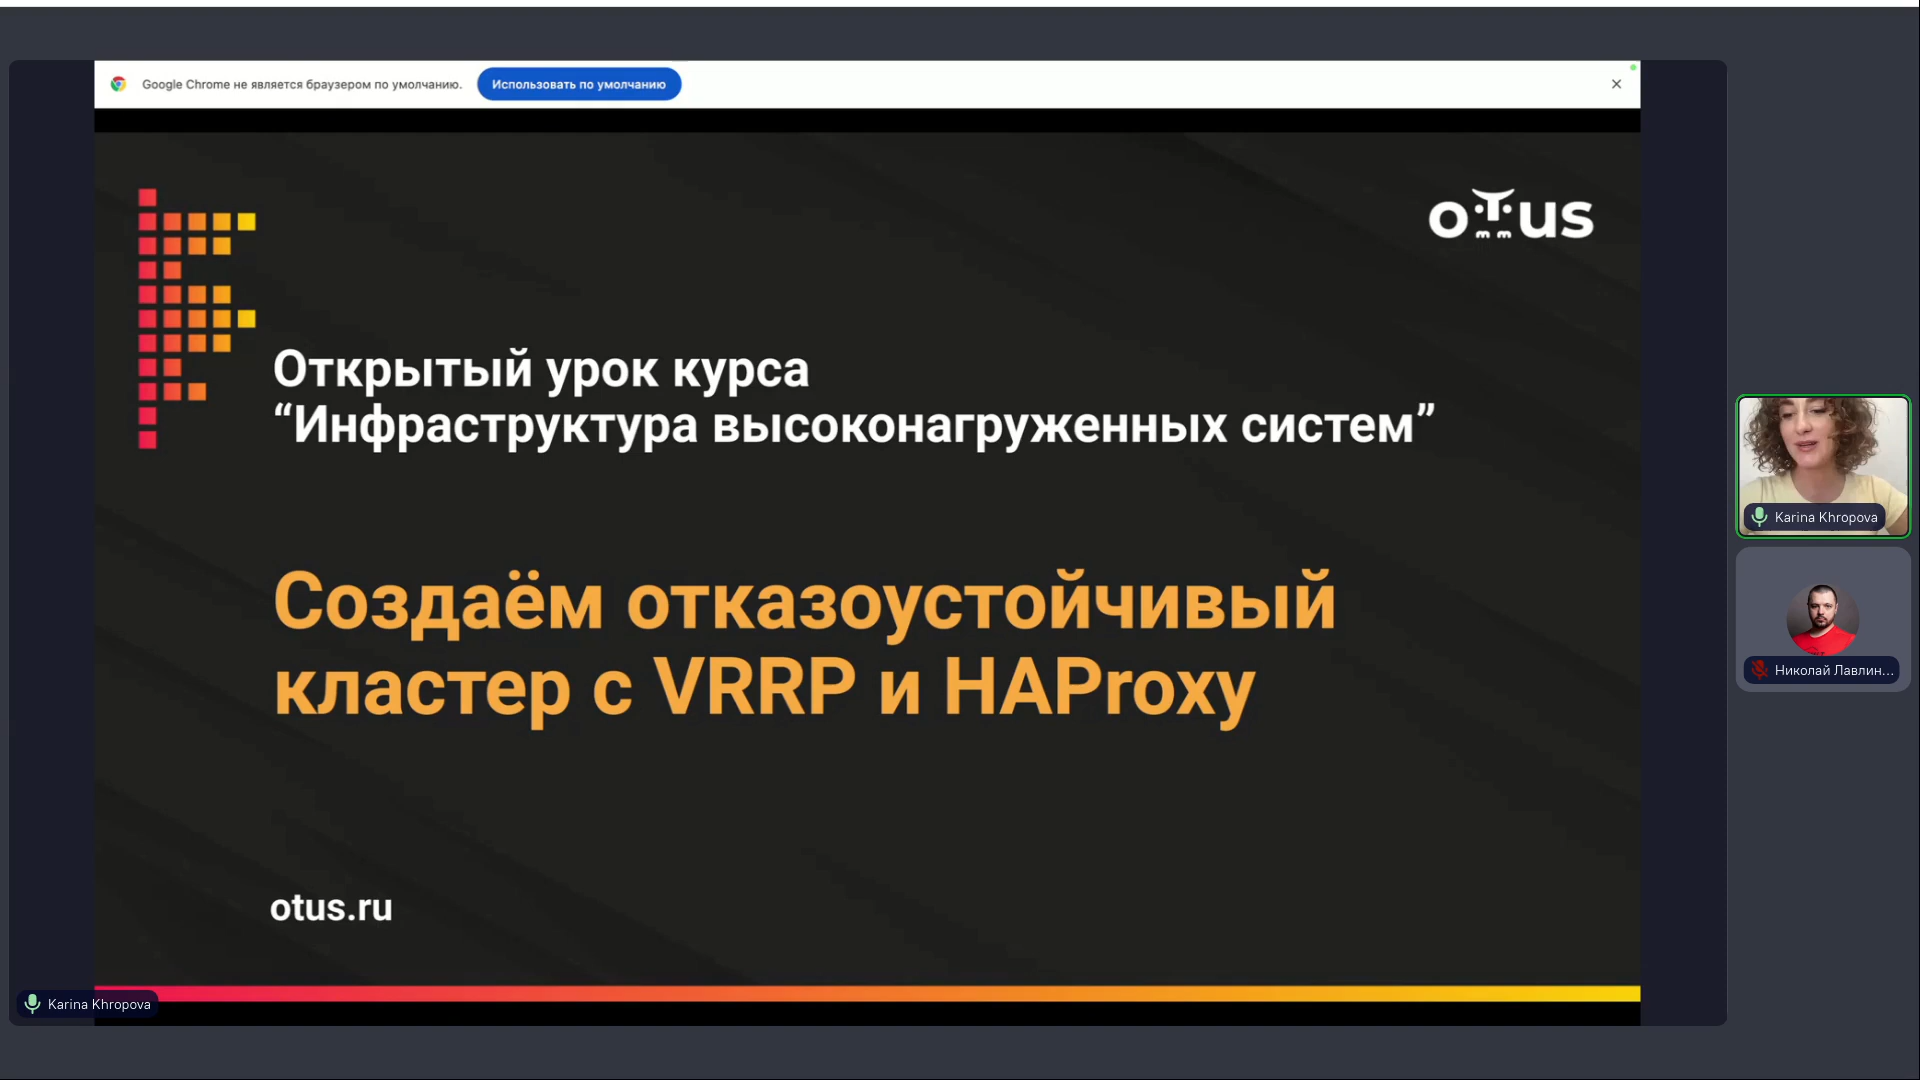 Google Chrome не является браузером по умолчанию.
Использовать по умолчанию
otus
Открытый урок курса
“Инфраструктура высоконагруженных систем”
Создаём отказоустойчивый
кластер с VRRP и HAProxy
otus.ru
Karina Khropova
Karina Khropova
Николай Лавлин...